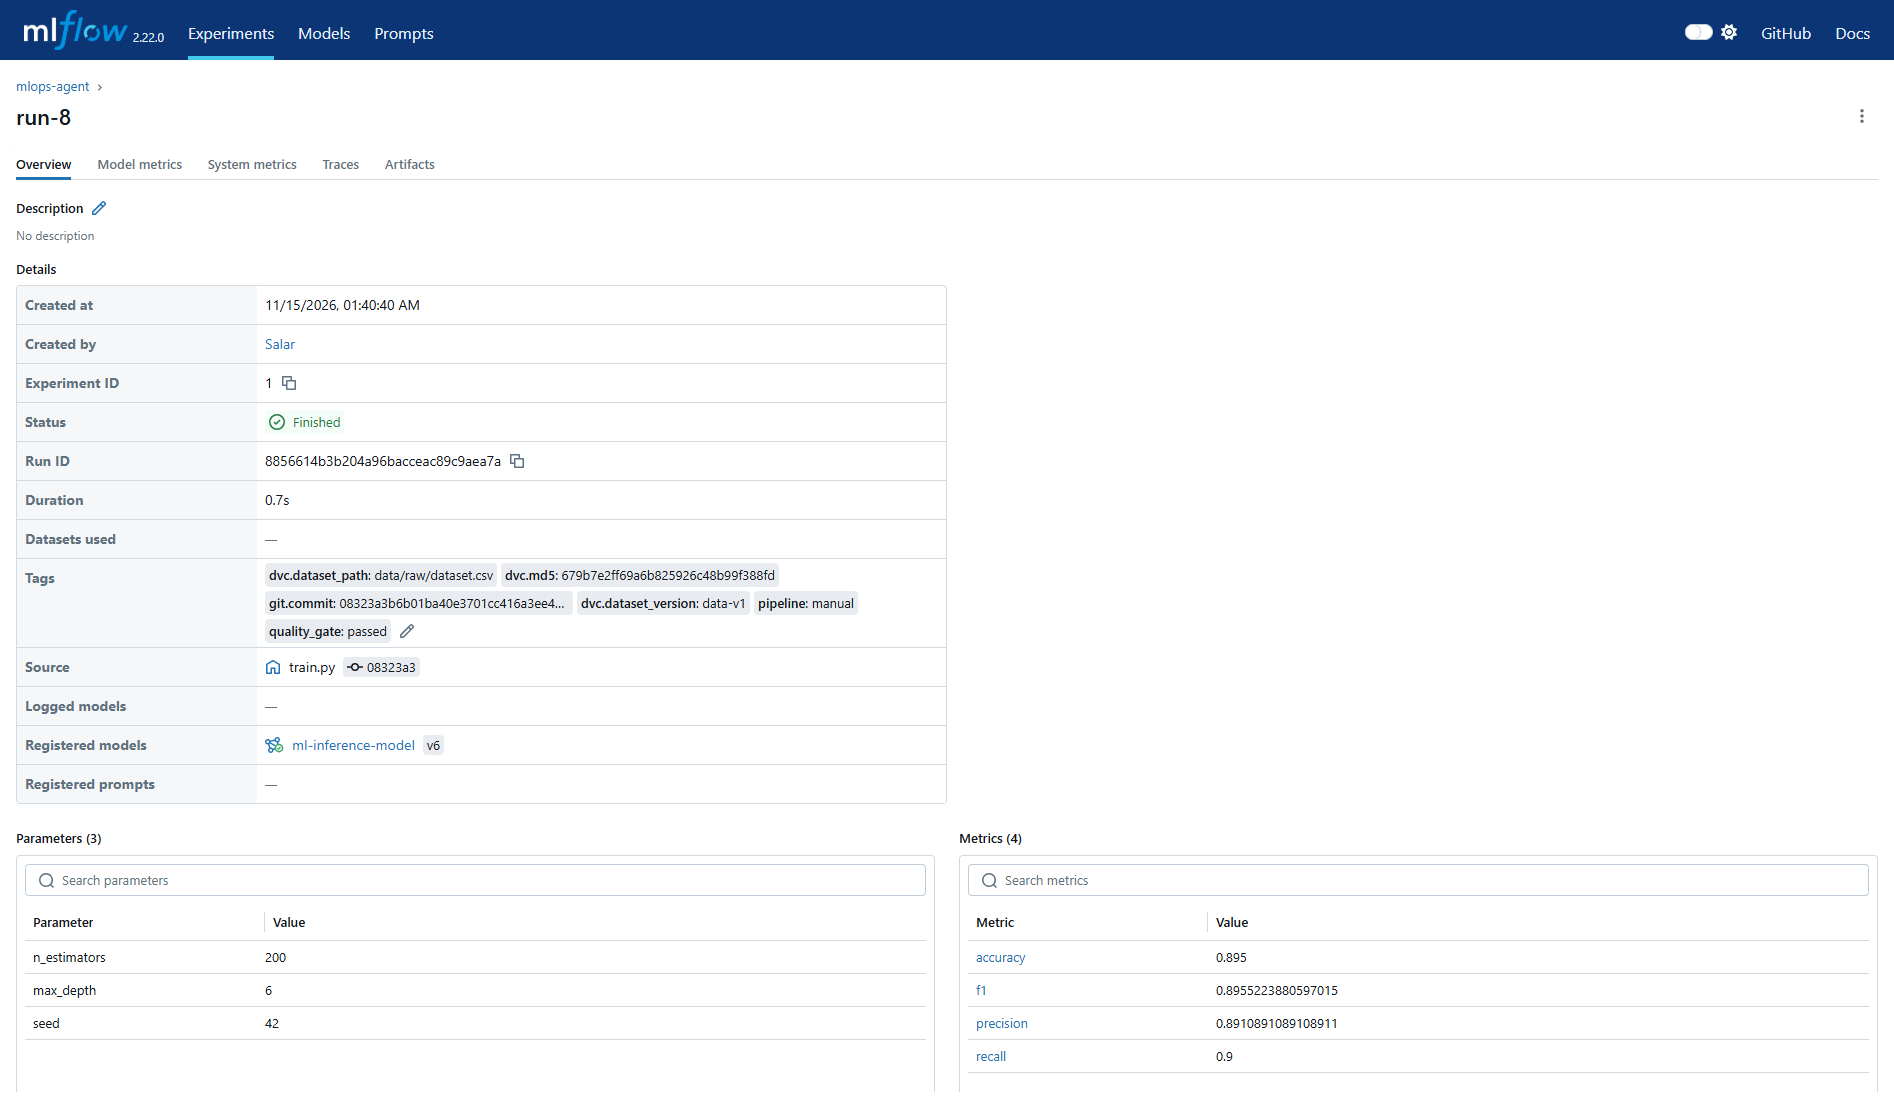 mlflow 2.22.0 Experiments Models Prompts GitHub Docs
mlops-agent
run-8
Overview Model metrics System metrics Traces Artifacts
Description
No description
Details
Created at 11/15/2026, 01:40:40 AM
Created by Salar
Experiment ID 1
Status Finished
Run ID 8856614b3b204a96bacceac89c9aea7a
Duration 0.7s
Datasets used —
Tags dvc.dataset_path: data/raw/dataset.csv dvc.md5: 679b7e2ff69a6b825926c48b99f388fd
git.commit: 08323a3b6b01ba40e3701cc416a3ee4... dvc.dataset_version: data-v1 pipeline: manual
quality_gate: passed
Source train.py 08323a3
Logged models —
Registered models ml-inference-model v6
Registered prompts —
Parameters (3)
Search parameters
Parameter Value
n_estimators 200
max_depth 6
seed 42
Metrics (4)
Search metrics
Metric Value
accuracy 0.895
f1 0.8955223880597015
precision 0.8910891089108911
recall 0.9